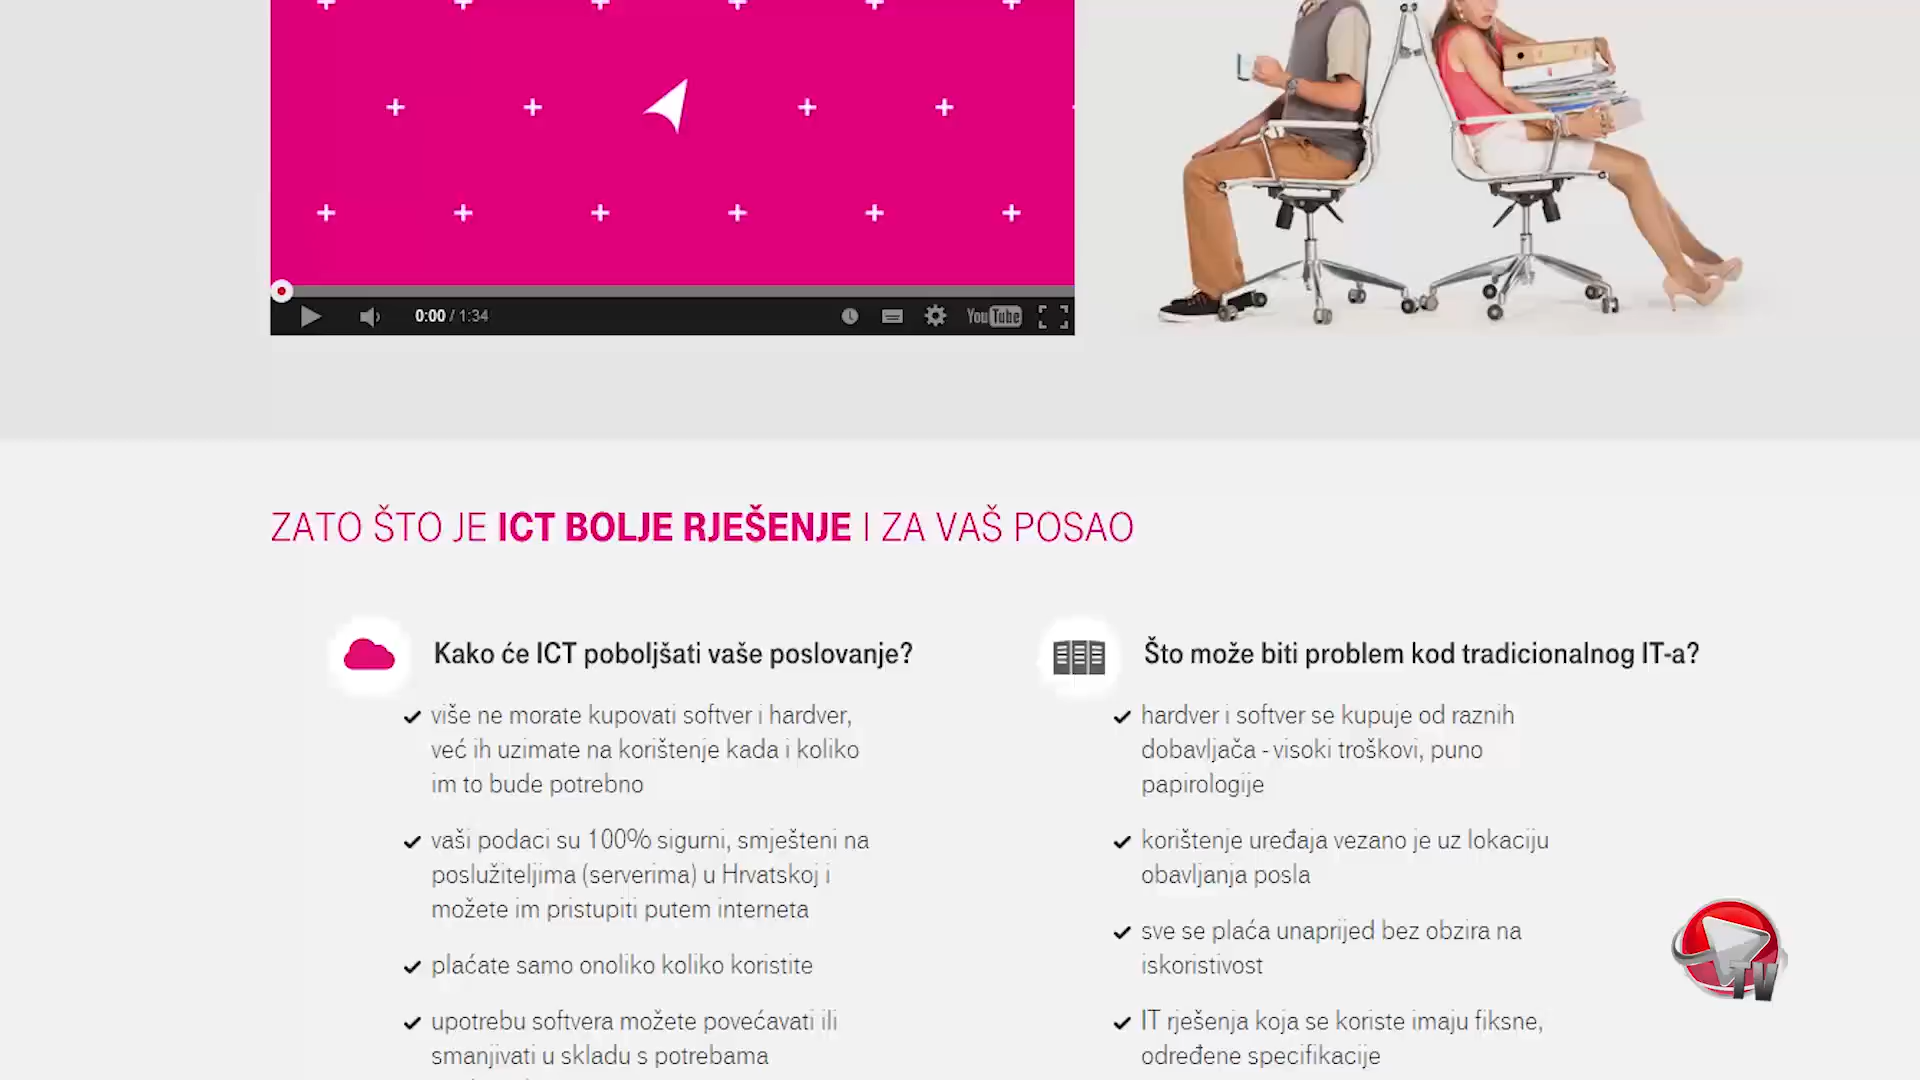 0:00 / 1:34
YouTube
ZATO ŠTO JE ICT BOLJE RJEŠENJE I ZA VAŠ POSAO
Kako će ICT poboljšati vaše poslovanje?
više ne morate kupovati softver i hardver,
već ih uzimate na korištenje kada i koliko
im to bude potrebno
vaši podaci su 100% sigurni, smješteni na
poslužiteljima (serverima) u Hrvatskoj i
možete im pristupiti putem interneta
plaćate samo onoliko koliko koristite
upotrebu softvera možete povećavati ili
smanjivati u skladu s potrebama
Što može biti problem kod tradicionalnog IT-a?
hardver i softver se kupuje od raznih
dobavljača - visoki troškovi, puno
papirologije
korištenje uređaja vezano je uz lokaciju
obavljanja posla
sve se plaća unaprijed bez obzira na
iskoristivost
IT rješenja koja se koriste imaju fiksne,
određene specifikacije
TV